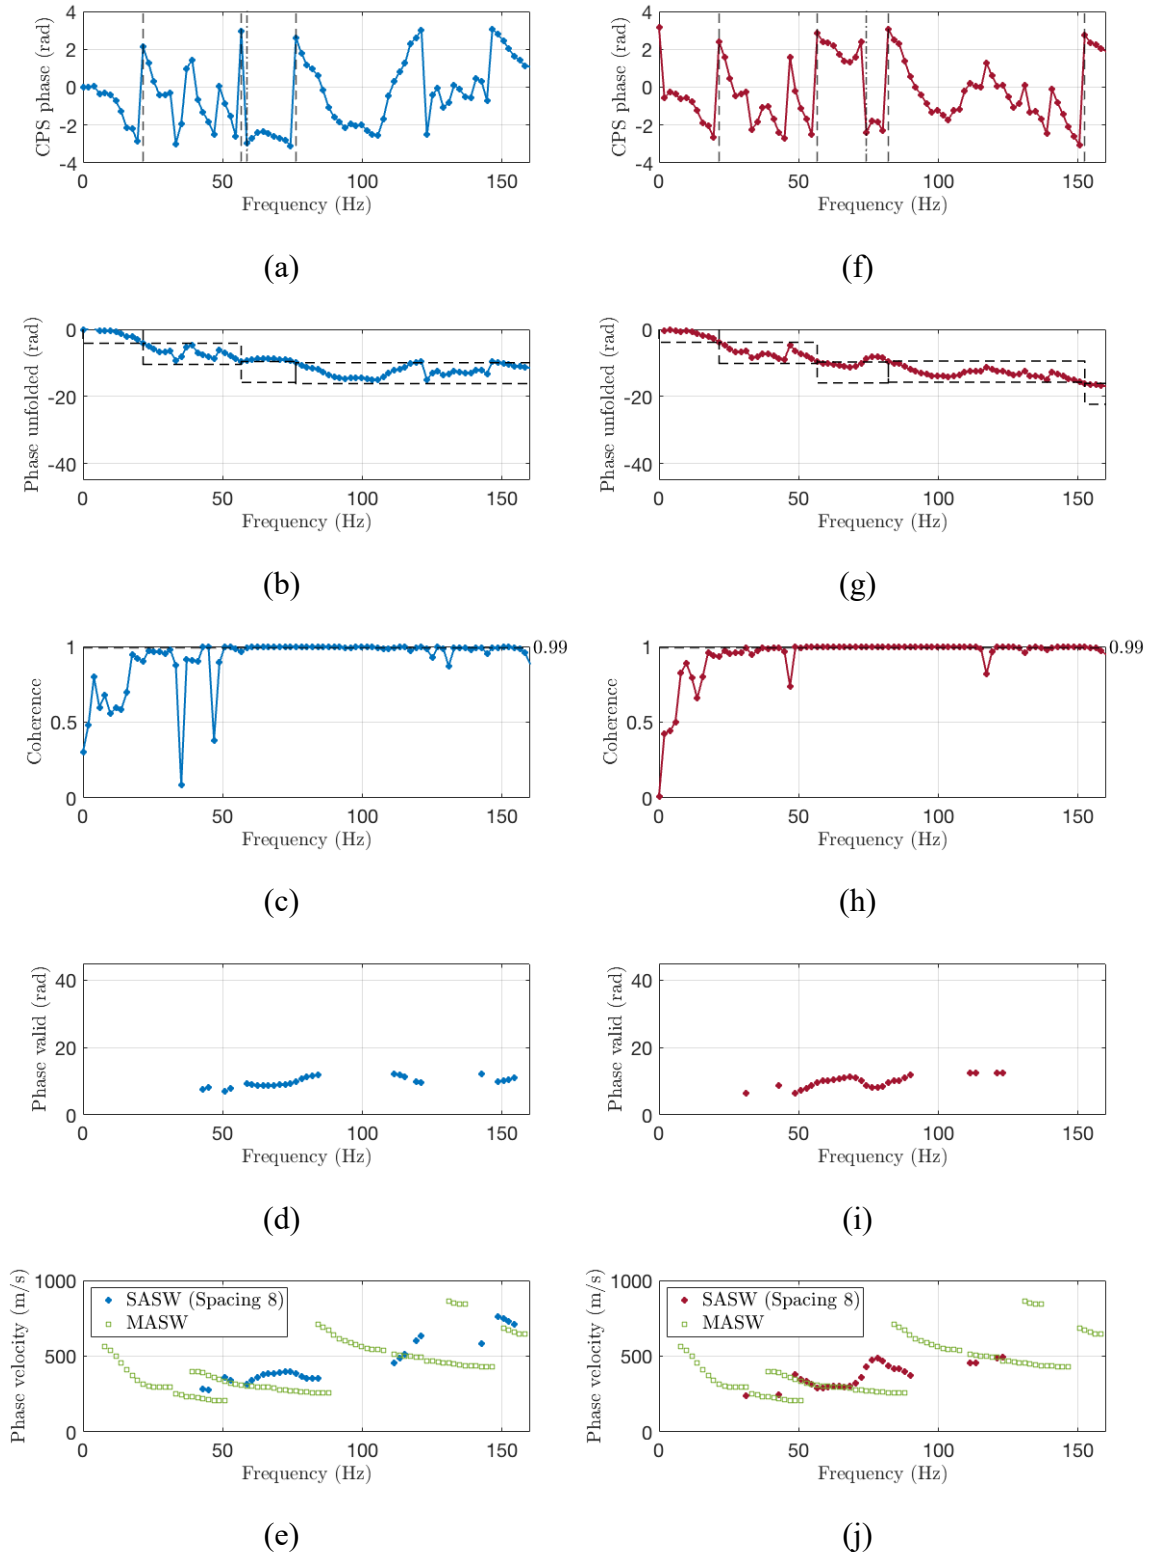 CPS phase (rad)
4
2
0
-2
-4
0
50
100
150
Frequency (Hz)
(a)
CPS phase (rad)
4
2
0
-2
-4
0
50
100
150
Frequency (Hz)
(f)
Phase unfolded (rad)
0
-20
-40
0
50
100
150
Frequency (Hz)
(b)
Phase unfolded (rad)
0
-20
-40
0
50
100
150
Frequency (Hz)
(g)
Coherence
1
0.5
0
0.99
0
50
100
150
Frequency (Hz)
(c)
Coherence
1
0.5
0
0.99
0
50
100
150
Frequency (Hz)
(h)
Phase valid (rad)
40
20
0
0
50
100
150
Frequency (Hz)
(d)
Phase valid (rad)
40
20
0
0
50
100
150
Frequency (Hz)
(i)
Phase velocity (m/s)
1000
500
0
SASW (Spacing 8)
MASW
0
50
100
150
Frequency (Hz)
(e)
Phase velocity (m/s)
1000
500
0
SASW (Spacing 8)
MASW
0
50
100
150
Frequency (Hz)
(j)